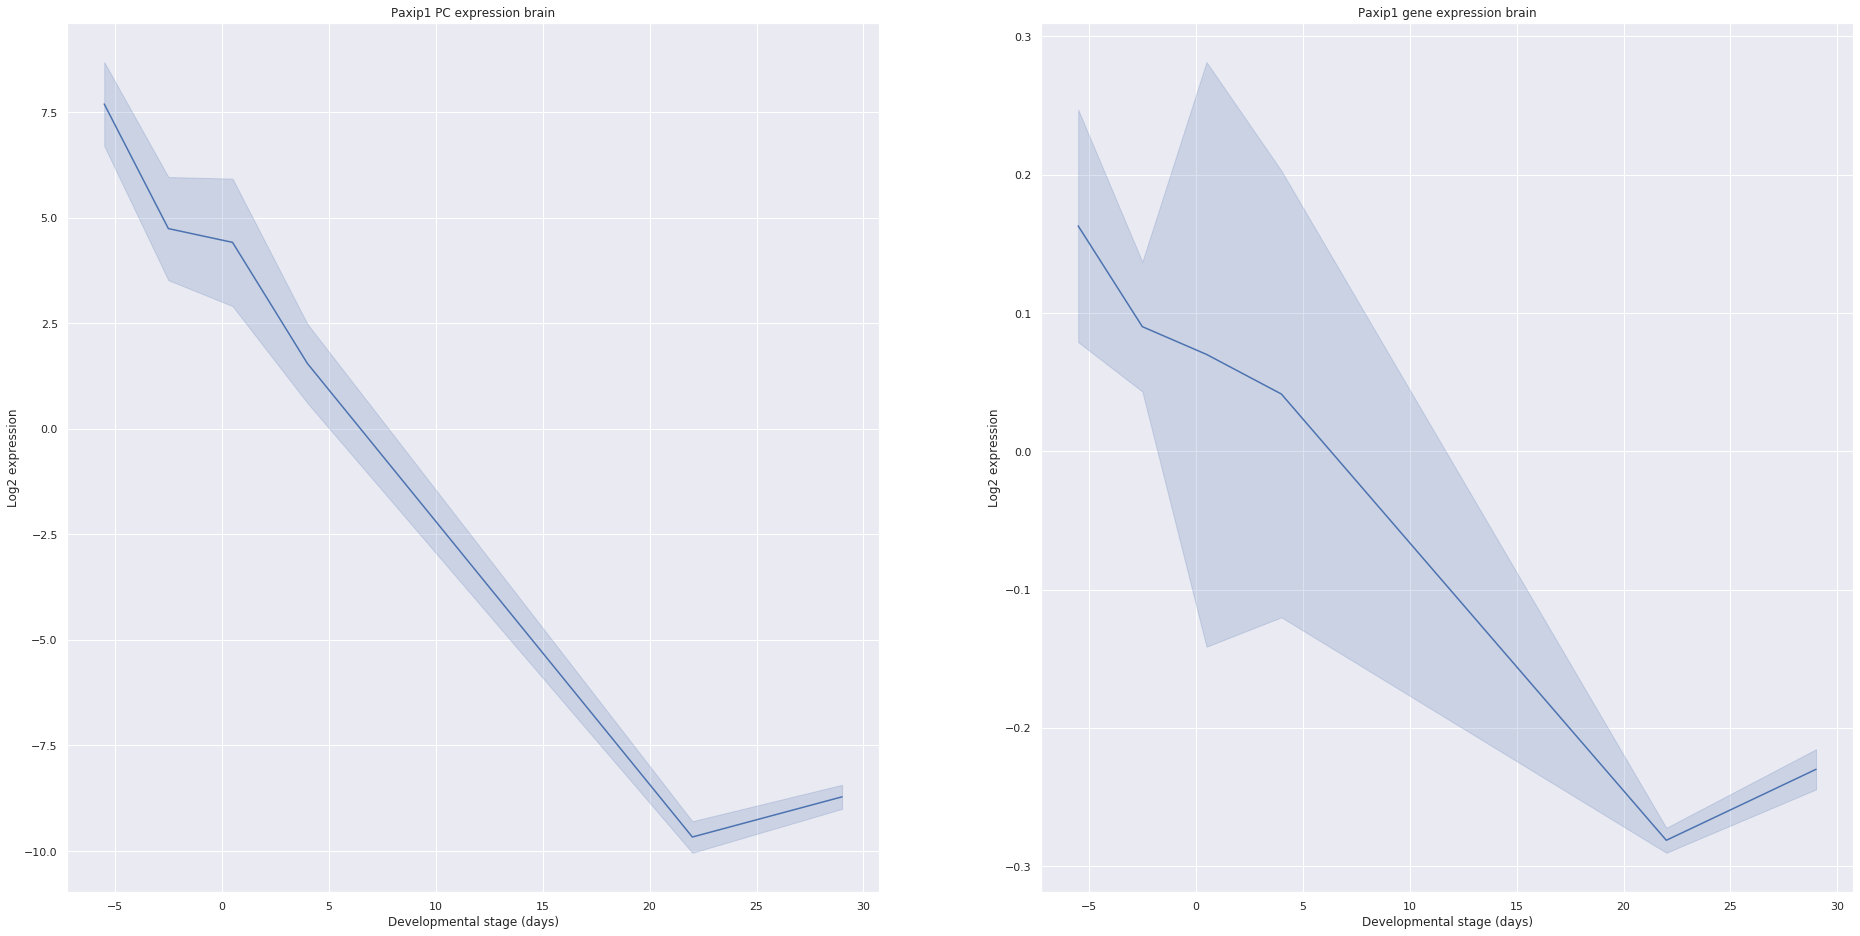 Paxip1 PC expression brain
Log2 expression
7.5
5.0
2.5
0.0
−2.5
−5.0
−7.5
−10.0
−5 0 5 10 15 20 25 30
Developmental stage (days)
Paxip1 gene expression brain
Log2 expression
0.3
0.2
0.1
0.0
−0.1
−0.2
−0.3
−5 0 5 10 15 20 25 30
Developmental stage (days)